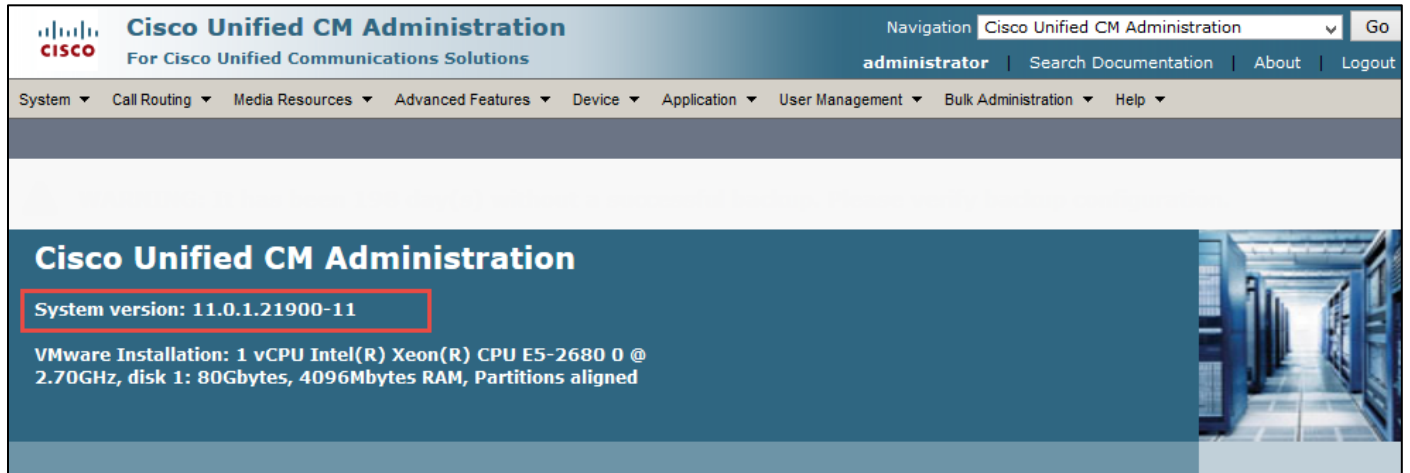 Cisco Unified CM Administration
For Cisco Unified Communications Solutions
CISCO
Navigation Cisco Unified CM Administration Go
administrator | Search Documentation | About | Logout
System Call Routing Media Resources Advanced Features Device Application User Management Bulk Administration Help
Cisco Unified CM Administration
System version: 11.0.1.21900-11
VMware Installation: 1 vCPU Intel(R) Xeon(R) CPU E5-2680 0 @
2.70GHz, disk 1: 80Gbytes, 4096Mbytes RAM, Partitions aligned